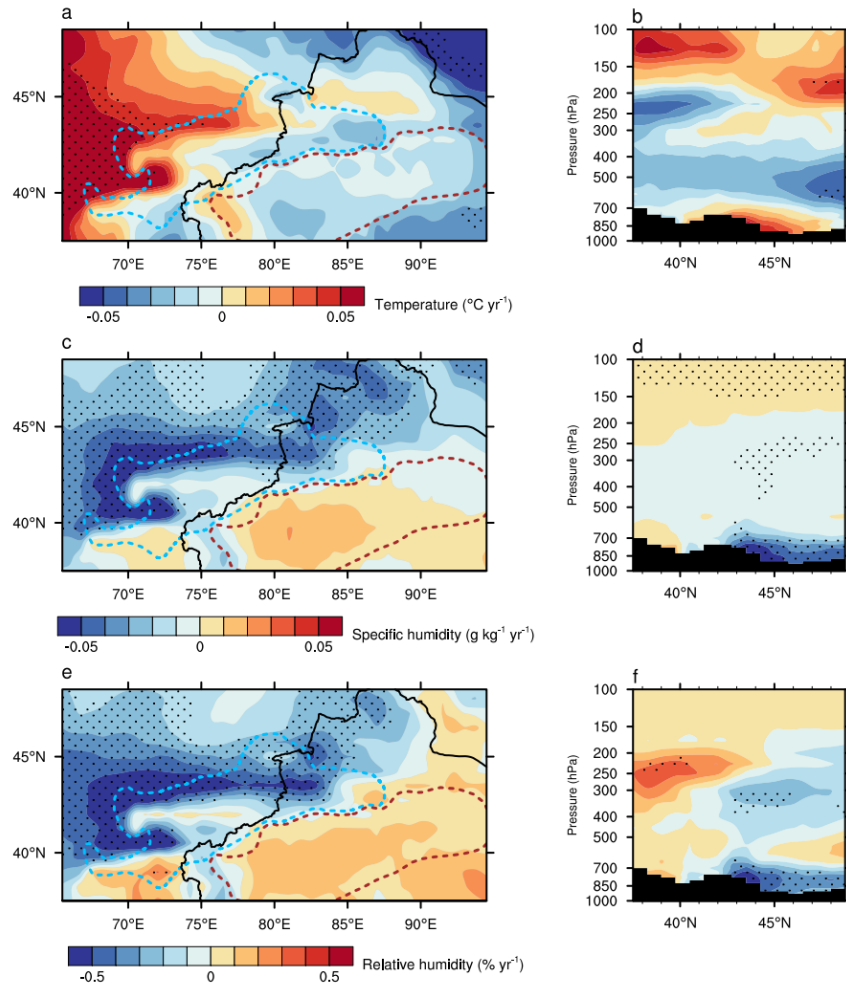 a
45°N
40°N
70°E 75°E 80°E 85°E 90°E
-0.05 0 0.05
Temperature (°C yr⁻¹)
b
Pressure (hPa)
100
150
200
250
300
400
500
700
850
1000
40°N 45°N
c
45°N
40°N
70°E 75°E 80°E 85°E 90°E
-0.05 0 0.05
Specific humidity (g kg⁻¹ yr⁻¹)
d
Pressure (hPa)
100
150
200
250
300
400
500
700
850
1000
40°N 45°N
e
45°N
40°N
70°E 75°E 80°E 85°E 90°E
-0.5 0 0.5
Relative humidity (% yr⁻¹)
f
Pressure (hPa)
100
150
200
250
300
400
500
700
850
1000
40°N 45°N